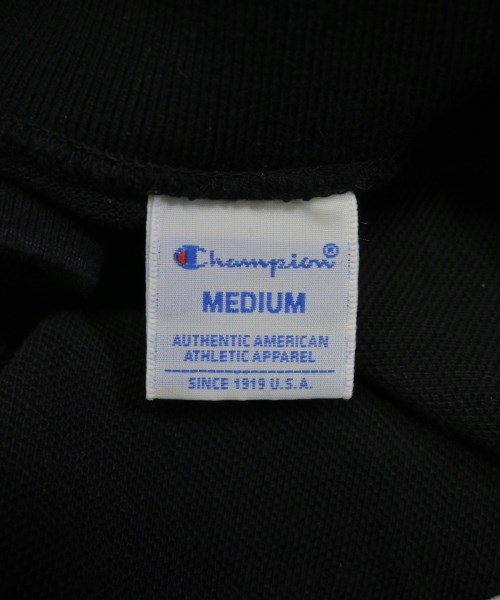 Champion®
MEDIUM
AUTHENTIC AMERICAN
ATHLETIC APPAREL
SINCE 1919 U.S.A.